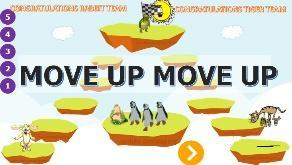 CONGRATULATIONS RABBIT TEAM
CONGRATULATIONS TIGER TEAM
5
4
3
2
1
MOVE UP MOVE UP